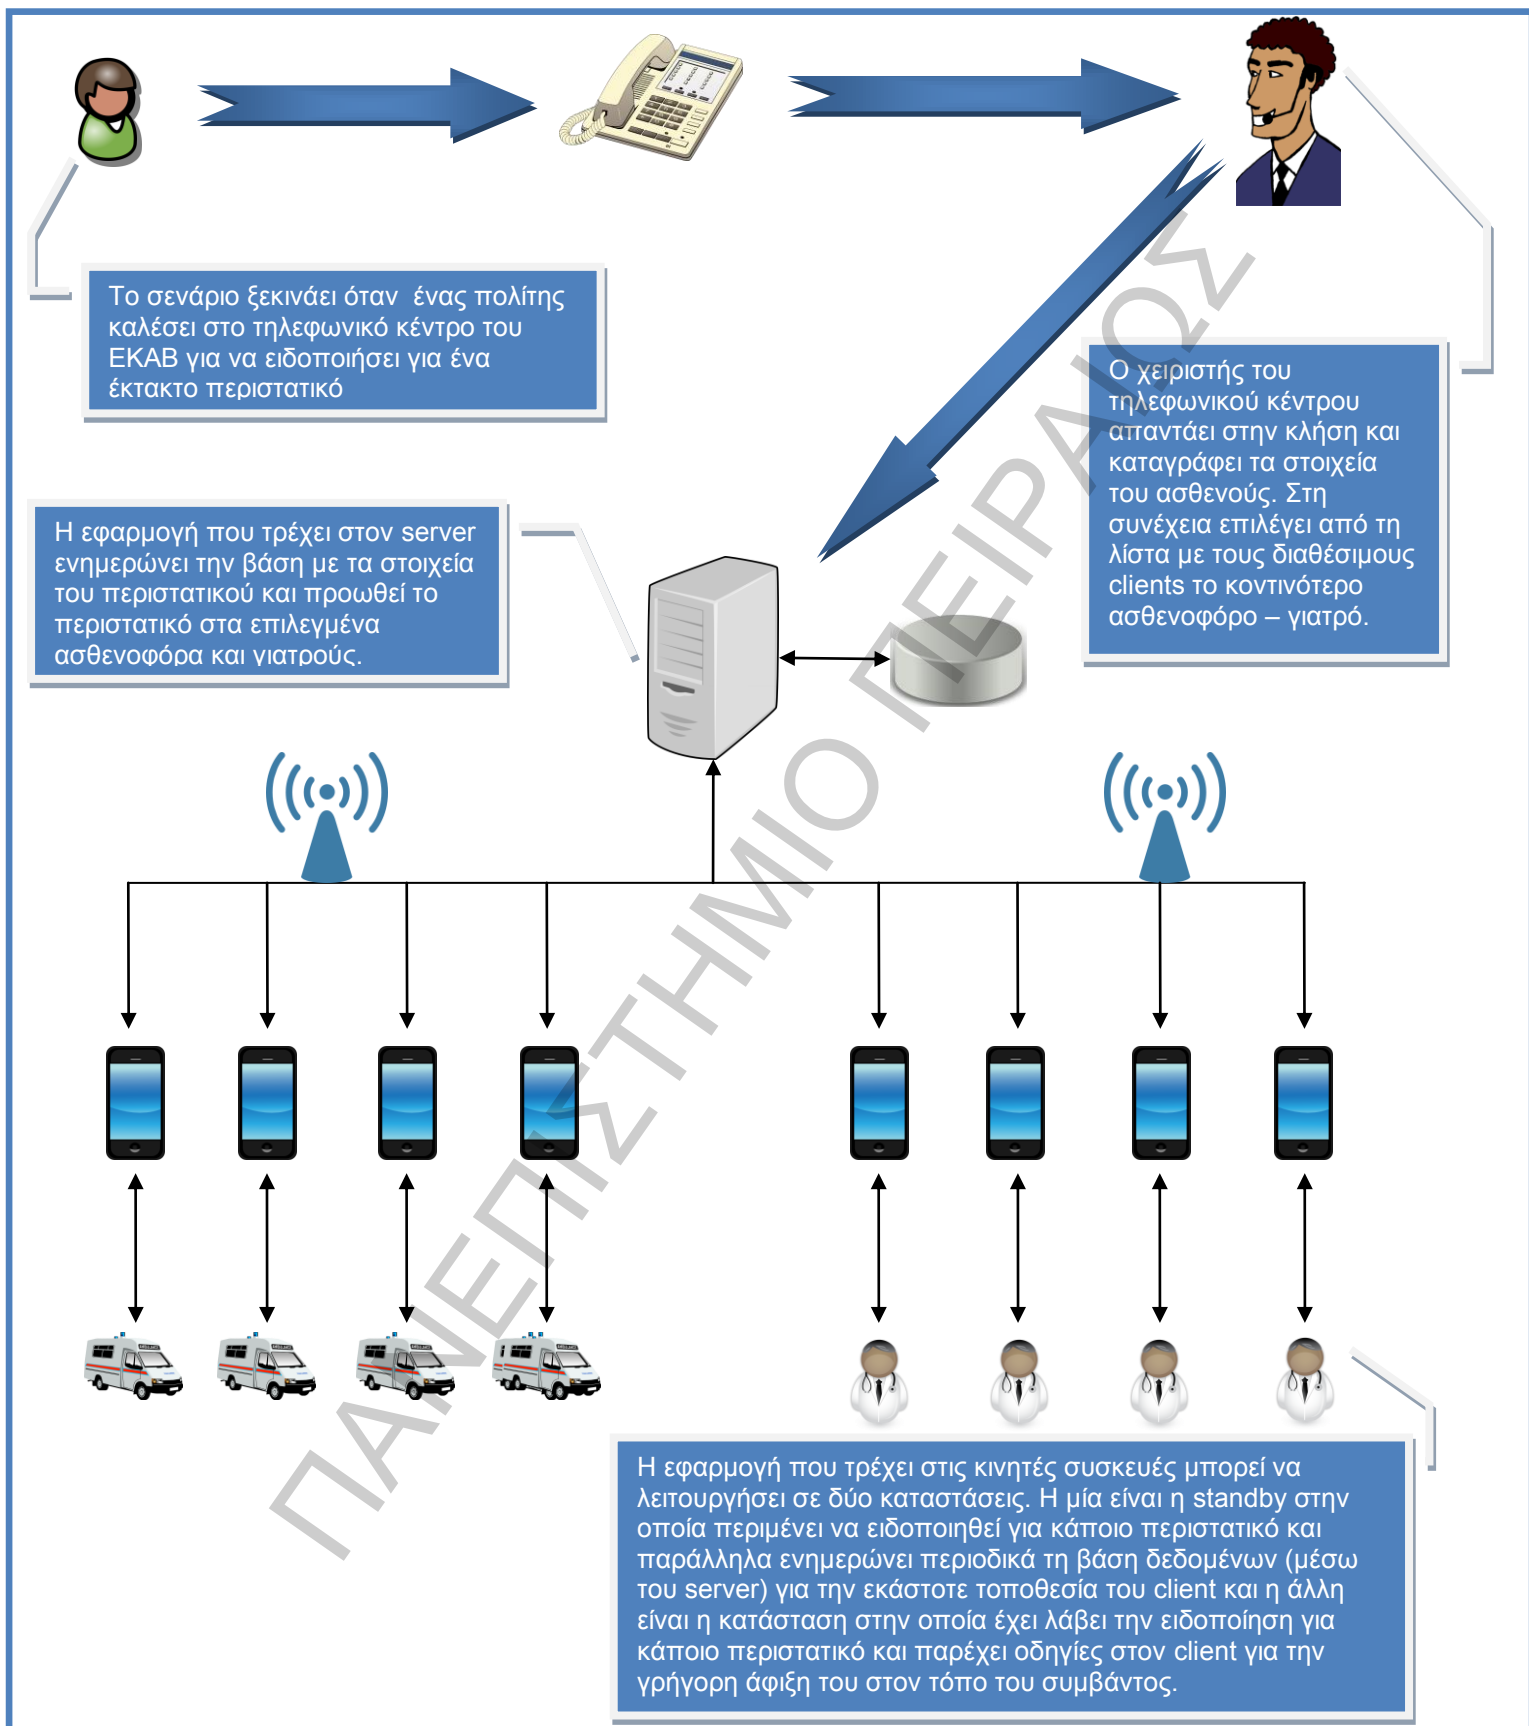 Το σενάριο ξεκινάει όταν ένας πολίτης
καλέσει στο τηλεφωνικό κέντρο του
ΕΚΑΒ για να ειδοποιήσει για ένα
έκτακτο περιστατικό
Ο χειριστής του
τηλεφωνικού κέντρου
απαντάει στην κλήση και
καταγράφει τα στοιχεία
του ασθενούς. Στη
συνέχεια επιλέγει από τη
λίστα με τους διαθέσιμους
clients το κοντινότερο
ασθενοφόρο – γιατρό.
Η εφαρμογή που τρέχει στον server
ενημερώνει την βάση με τα στοιχεία
του περιστατικού και προωθεί το
περιστατικό στα επιλεγμένα
ασθενοφόρα και γιατρούς.
Η εφαρμογή που τρέχει στις κινητές συσκευές μπορεί να
λειτουργήσει σε δύο καταστάσεις. Η μία είναι η standby στην
οποία περιμένει να ειδοποιηθεί για κάποιο περιστατικό και
παράλληλα ενημερώνει περιοδικά τη βάση δεδομένων (μέσω
του server) για την εκάστοτε τοποθεσία του client και η άλλη
είναι η κατάσταση στην οποία έχει λάβει την ειδοποίηση για
κάποιο περιστατικό και παρέχει οδηγίες στον client για την
γρήγορη άφιξη του στον τόπο του συμβάντος.
ΠΑΝΕΠΙΣΤΗΜΙΟ ΠΕΙΡΑΙΩΣ